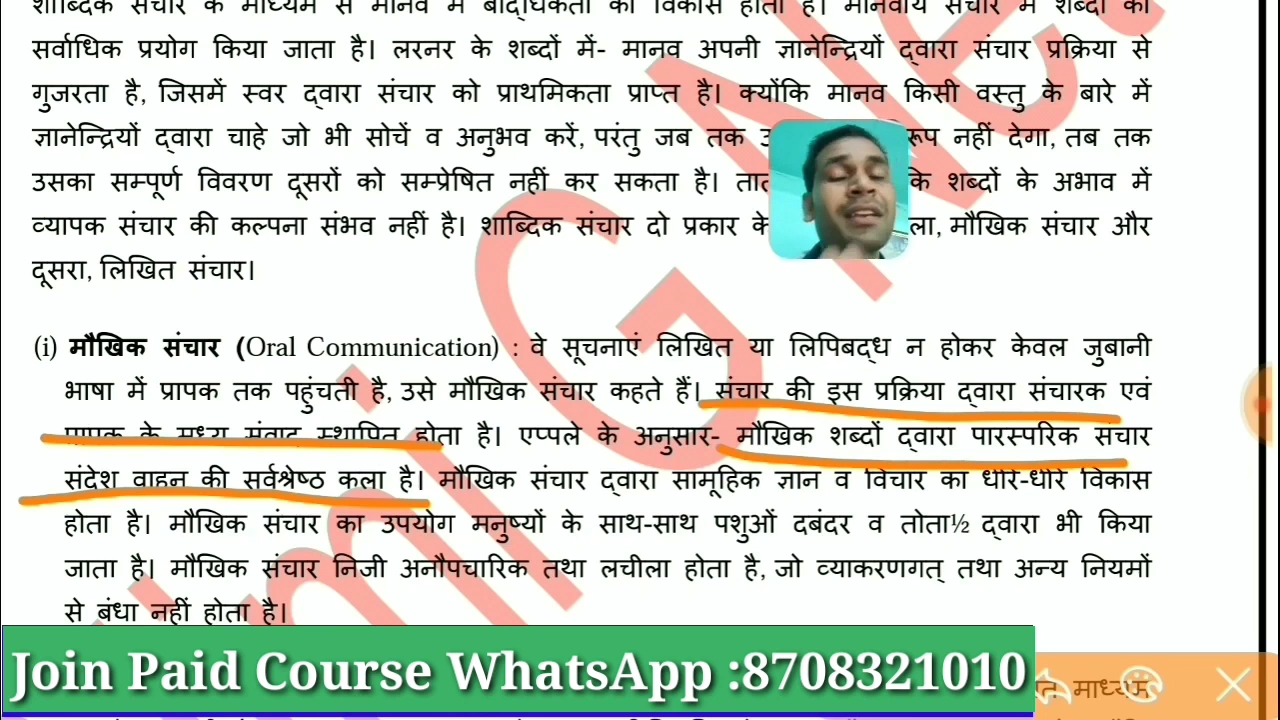 शाब्दिक संचार के माध्यम से मानव में बौद्धिकता का विकास होता है। मानवीय संचार में शब्दों का
सर्वाधिक प्रयोग किया जाता है। लरनर के शब्दों में- मानव अपनी ज्ञानेन्द्रियों द्वारा संचार प्रक्रिया से
गुजरता है, जिसमें स्वर द्वारा संचार को प्राथमिकता प्राप्त है। क्योंकि मानव किसी वस्तु के बारे में
ज्ञानेन्द्रियों द्वारा चाहे जो भी सोचें व अनुभव करें, परंतु जब तक रूप नहीं देगा, तब तक
उसका सम्पूर्ण विवरण दूसरों को सम्प्रेषित नहीं कर सकता है। कि शब्दों के अभाव में
व्यापक संचार की कल्पना संभव नहीं है। शाब्दिक संचार दो प्रकार के ला, मौखिक संचार और
दूसरा, लिखित संचार।
(i) मौखिक संचार (Oral Communication) : वे सूचनाएं लिखित या लिपिबद्ध न होकर केवल जुबानी
भाषा में प्रापक तक पहुंचती है, उसे मौखिक संचार कहते हैं। संचार की इस प्रक्रिया द्वारा संचारक एवं
प्रापक के मध्य संवाद स्थापित होता है। एप्पले के अनुसार- मौखिक शब्दों द्वारा पारस्परिक संचार
संदेश वाहन की सर्वश्रेष्ठ कला है। मौखिक संचार द्वारा सामूहिक ज्ञान व विचार का धीरे-धीरे विकास
होता है। मौखिक संचार का उपयोग मनुष्यों के साथ-साथ पशुओं दबंदर व तोता½ द्वारा भी किया
जाता है। मौखिक संचार निजी अनौपचारिक तथा लचीला होता है, जो व्याकरणगत् तथा अन्य नियमों
से बंधा नहीं होता है।
Join Paid Course WhatsApp :8708321010
माध्यम